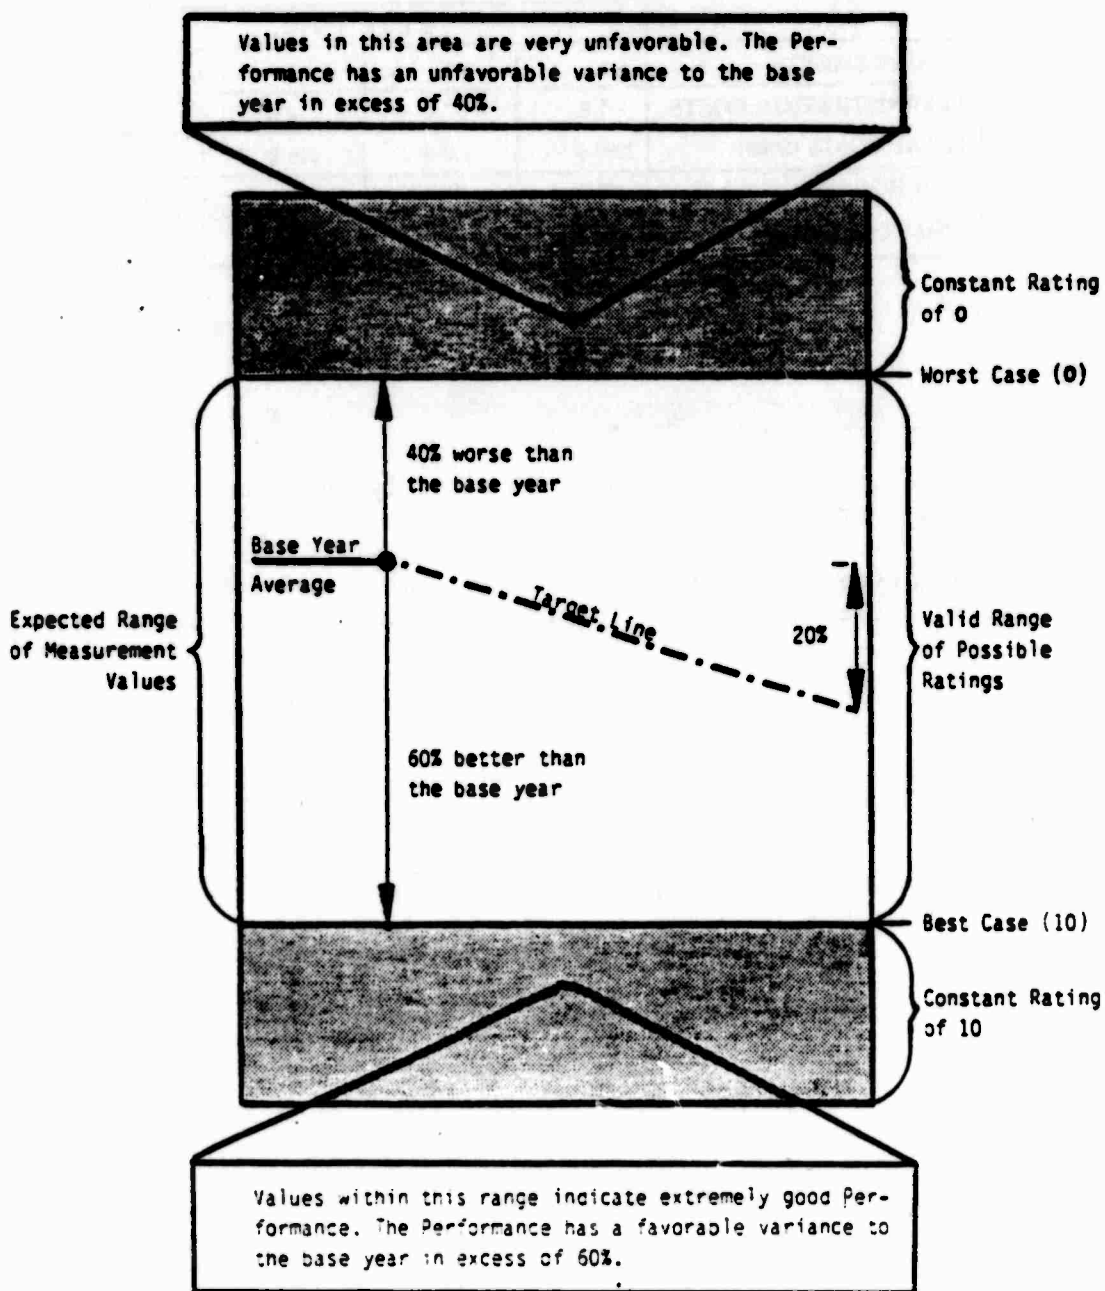 Values in this area are very unfavorable. The Per-
formance has an unfavorable variance to the base
year in excess of 40%.
Constant Rating
of 0
Worst Case (0)
40% worse than
the base year
Base Year
Average
Target Line
20%
Expected Range
of Measurement
Values
Valid Range
of Possible
Ratings
60% better than
the base year
Best Case (10)
Constant Rating
of 10
Values within this range indicate extremely good Per-
formance. The Performance has a favorable variance to
the base year in excess of 60%.